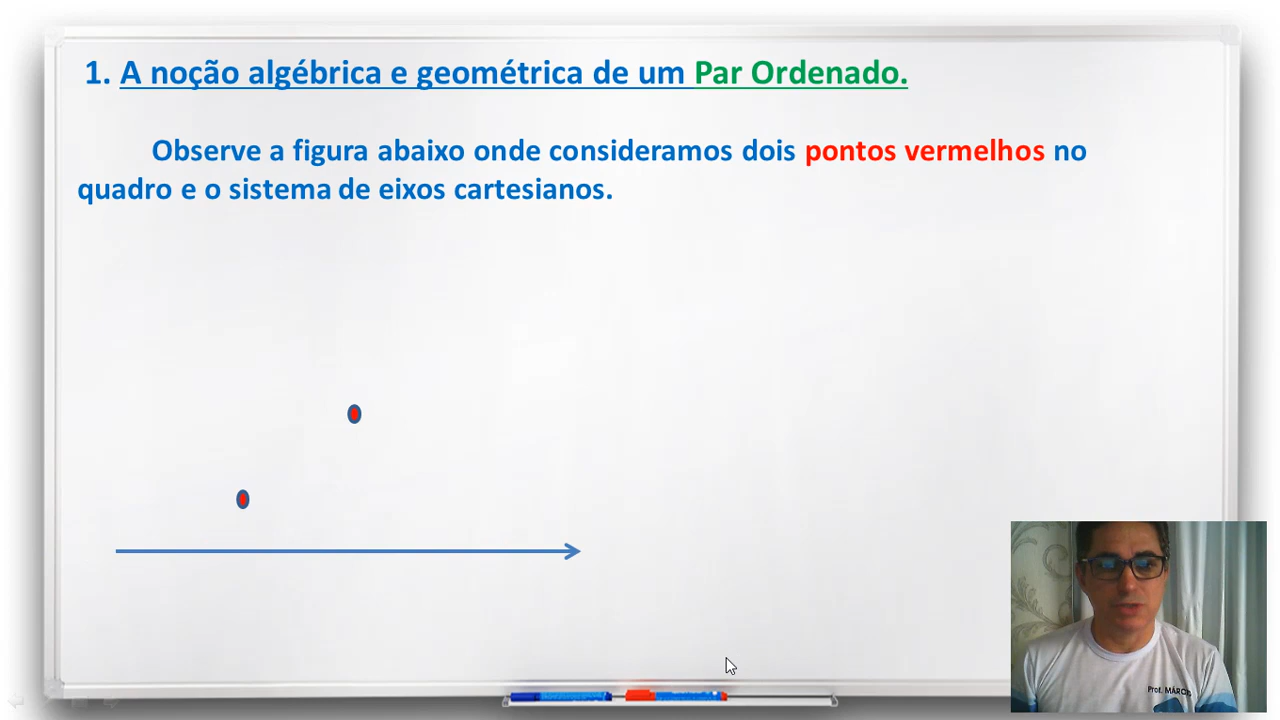 1. A noção algébrica e geométrica de um Par Ordenado.
Observe a figura abaixo onde consideramos dois pontos vermelhos no
quadro e o sistema de eixos cartesianos.
Prof. MÁRCIO